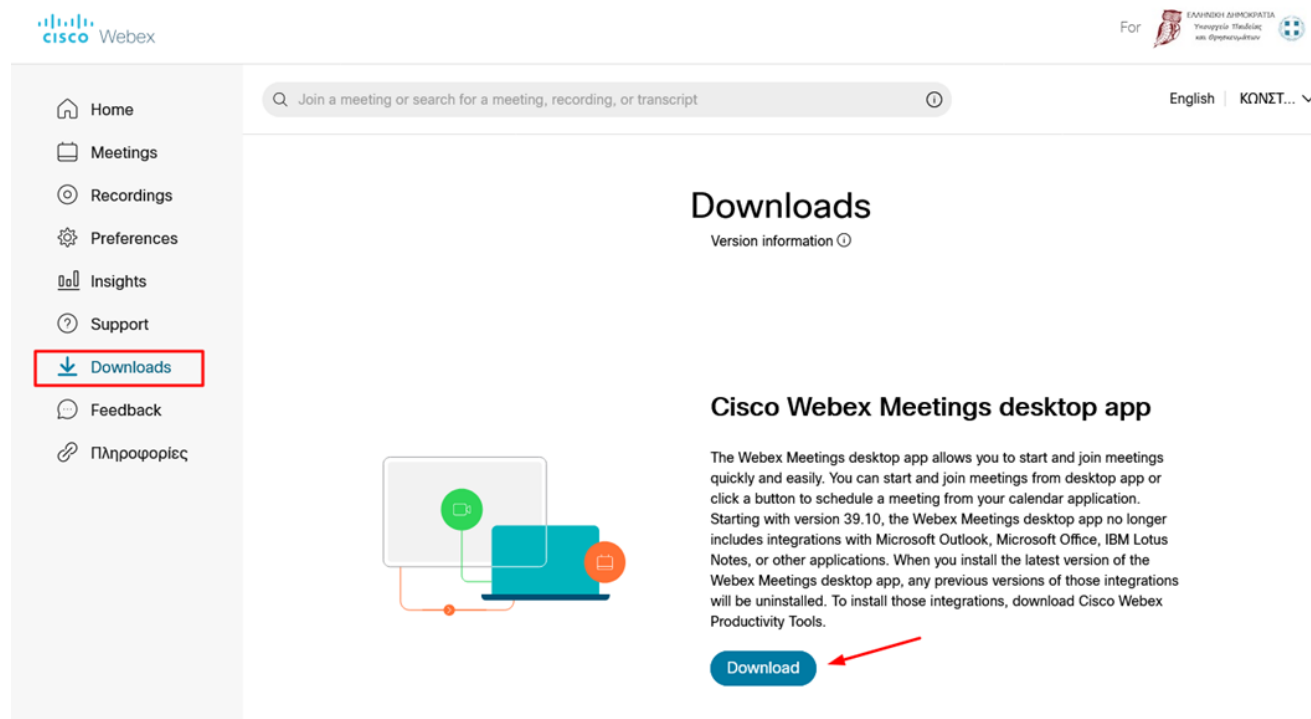 CISCO Webex
For
ΕΛΛΗΝΙΚΗ ΔΗΜΟΚΡΑΤΙΑ
Υπουργείο Παιδείας
και Θρησκευμάτων
Home
Meetings
Recordings
Preferences
Insights
Support
Downloads
Feedback
Πληροφορίες
Join a meeting or search for a meeting, recording, or transcript
English
ΚΩΝΣΤ...
Downloads
Version information
Cisco Webex Meetings desktop app
The Webex Meetings desktop app allows you to start and join meetings
quickly and easily. You can start and join meetings from desktop app or
click a button to schedule a meeting from your calendar application.
Starting with version 39.10, the Webex Meetings desktop app no longer
includes integrations with Microsoft Outlook, Microsoft Office, IBM Lotus
Notes, or other applications. When you install the latest version of the
Webex Meetings desktop app, any previous versions of those integrations
will be uninstalled. To install those integrations, download Cisco Webex
Productivity Tools.
Download